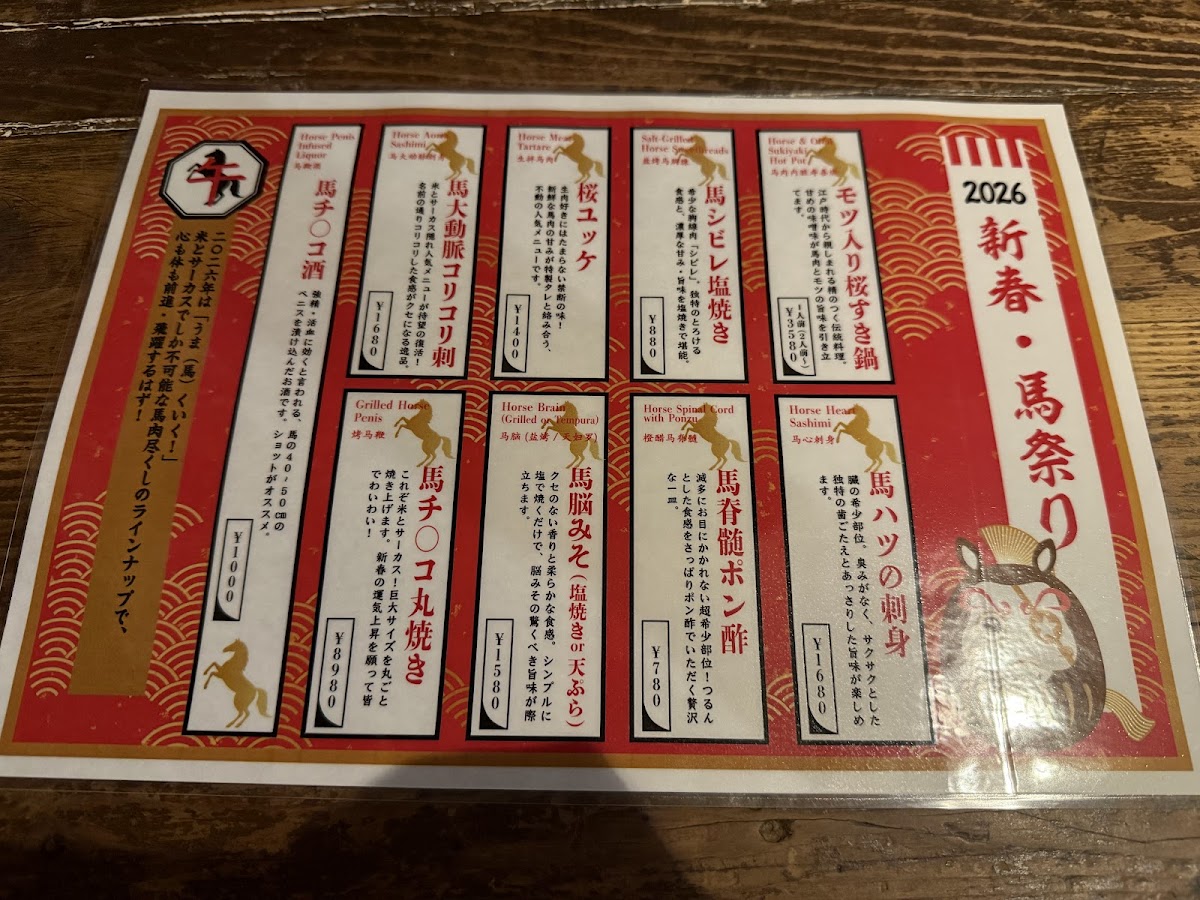 2026
新春・馬祭り
Horse & Offal
Sukiyaki
Hot Pot
モツ入り桜すき鍋
江戸時代から親しまれる精のつく伝統料理。
甘めの味噌味が馬肉とモツの旨味を引き立
てます。
1人前(2人前~)
¥3580
Salt-Grilled
Horse Sweetbreads
馬シビレ塩焼き
希少な胸腺肉「シビレ」。独特のとろける
食感と、濃厚な甘み・旨味を塩焼きで堪能。
¥880
Horse Meat
Tartare
生拌马肉
桜ユッケ
生肉好きにはたまらない禁断の味!
新鮮な馬肉の甘みが特製タレと絡み合う、
不動の人気メニューです。
¥1400
Horse Aorta
Sashimi
馬大動脈コリコリ刺
米とサーカス隠れ人気メニューが待望の復活!
名前の通りコリコリした食感がクセになる逸品。
¥1680
Horse Heart
Sashimi
马心刺身
馬ハツの刺身
臓の希少部位。臭みがなく、サクサクとした
独特の歯ごたえとあっさりした旨味が楽しめ
ます。
¥1680
Horse Spinal Cord
with Ponzu
橙醋马脊髓
馬脊髄ポン酢
滅多にお目にかかれない超希少部位!つるん
とした食感をさっぱりポン酢でいただく贅沢
な一皿。
¥780
Horse Brain
(Grilled or Tempura)
马脑(盐烤/天妇罗)
馬脳みそ(塩焼きor天ぷら)
クセのない香りと柔らかな食感。シンプルに
塩で焼くだけで、脳みその驚くべき旨味が際
立ちます。
¥1580
Grilled Horse
Penis
烤马鞭
馬チ〇コ丸焼き
これぞ米とサーカス!巨大サイズを丸ごと
焼き上げます。新春の運気上昇を願って皆
でわいわい!
¥8980
Horse Penis
Infused
Liquor
马鞭酒
馬チ〇コ酒
強精・活血に効くと言われる、馬の40~50㎝の
ペニスを漬け込んだお酒です。ショットがオススメ。
¥1000
午
二〇二六年は「うま(馬)くいく!」
米とサーカスでしか不可能な馬肉尽くしのラインナップで、
心も体も前進・飛躍するはず!